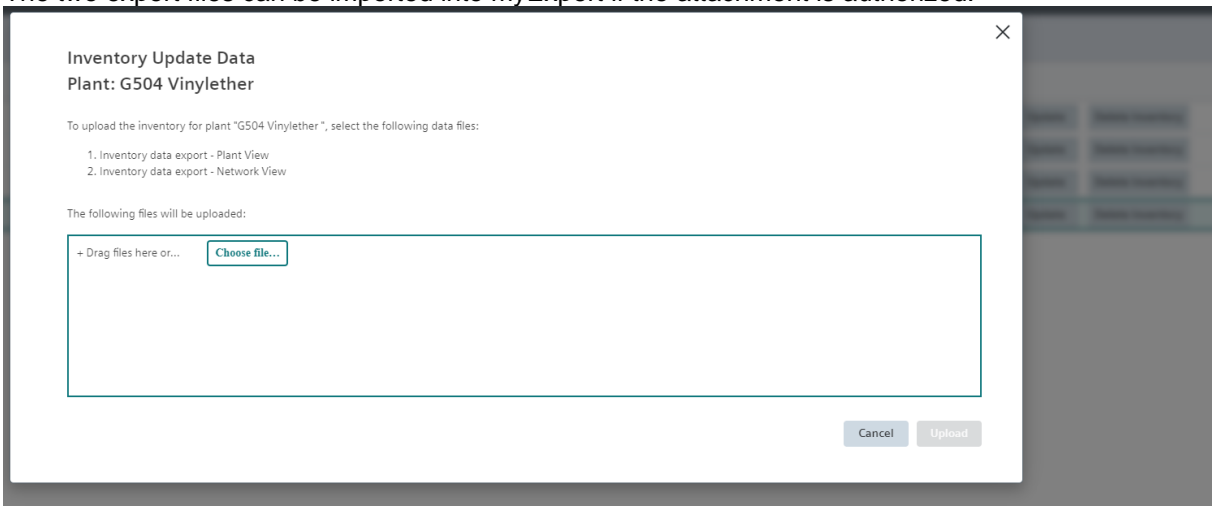 The two export files can be imported into myExpert if the attachment is authorized.
Inventory Update Data
Plant: G504 Vinylether
To upload the inventory for plant "G504 Vinylether ", select the following data files:
1. Inventory data export - Plant View
2. Inventory data export - Network View
The following files will be uploaded:
+ Drag files here or... Choose file...
Cancel Upload